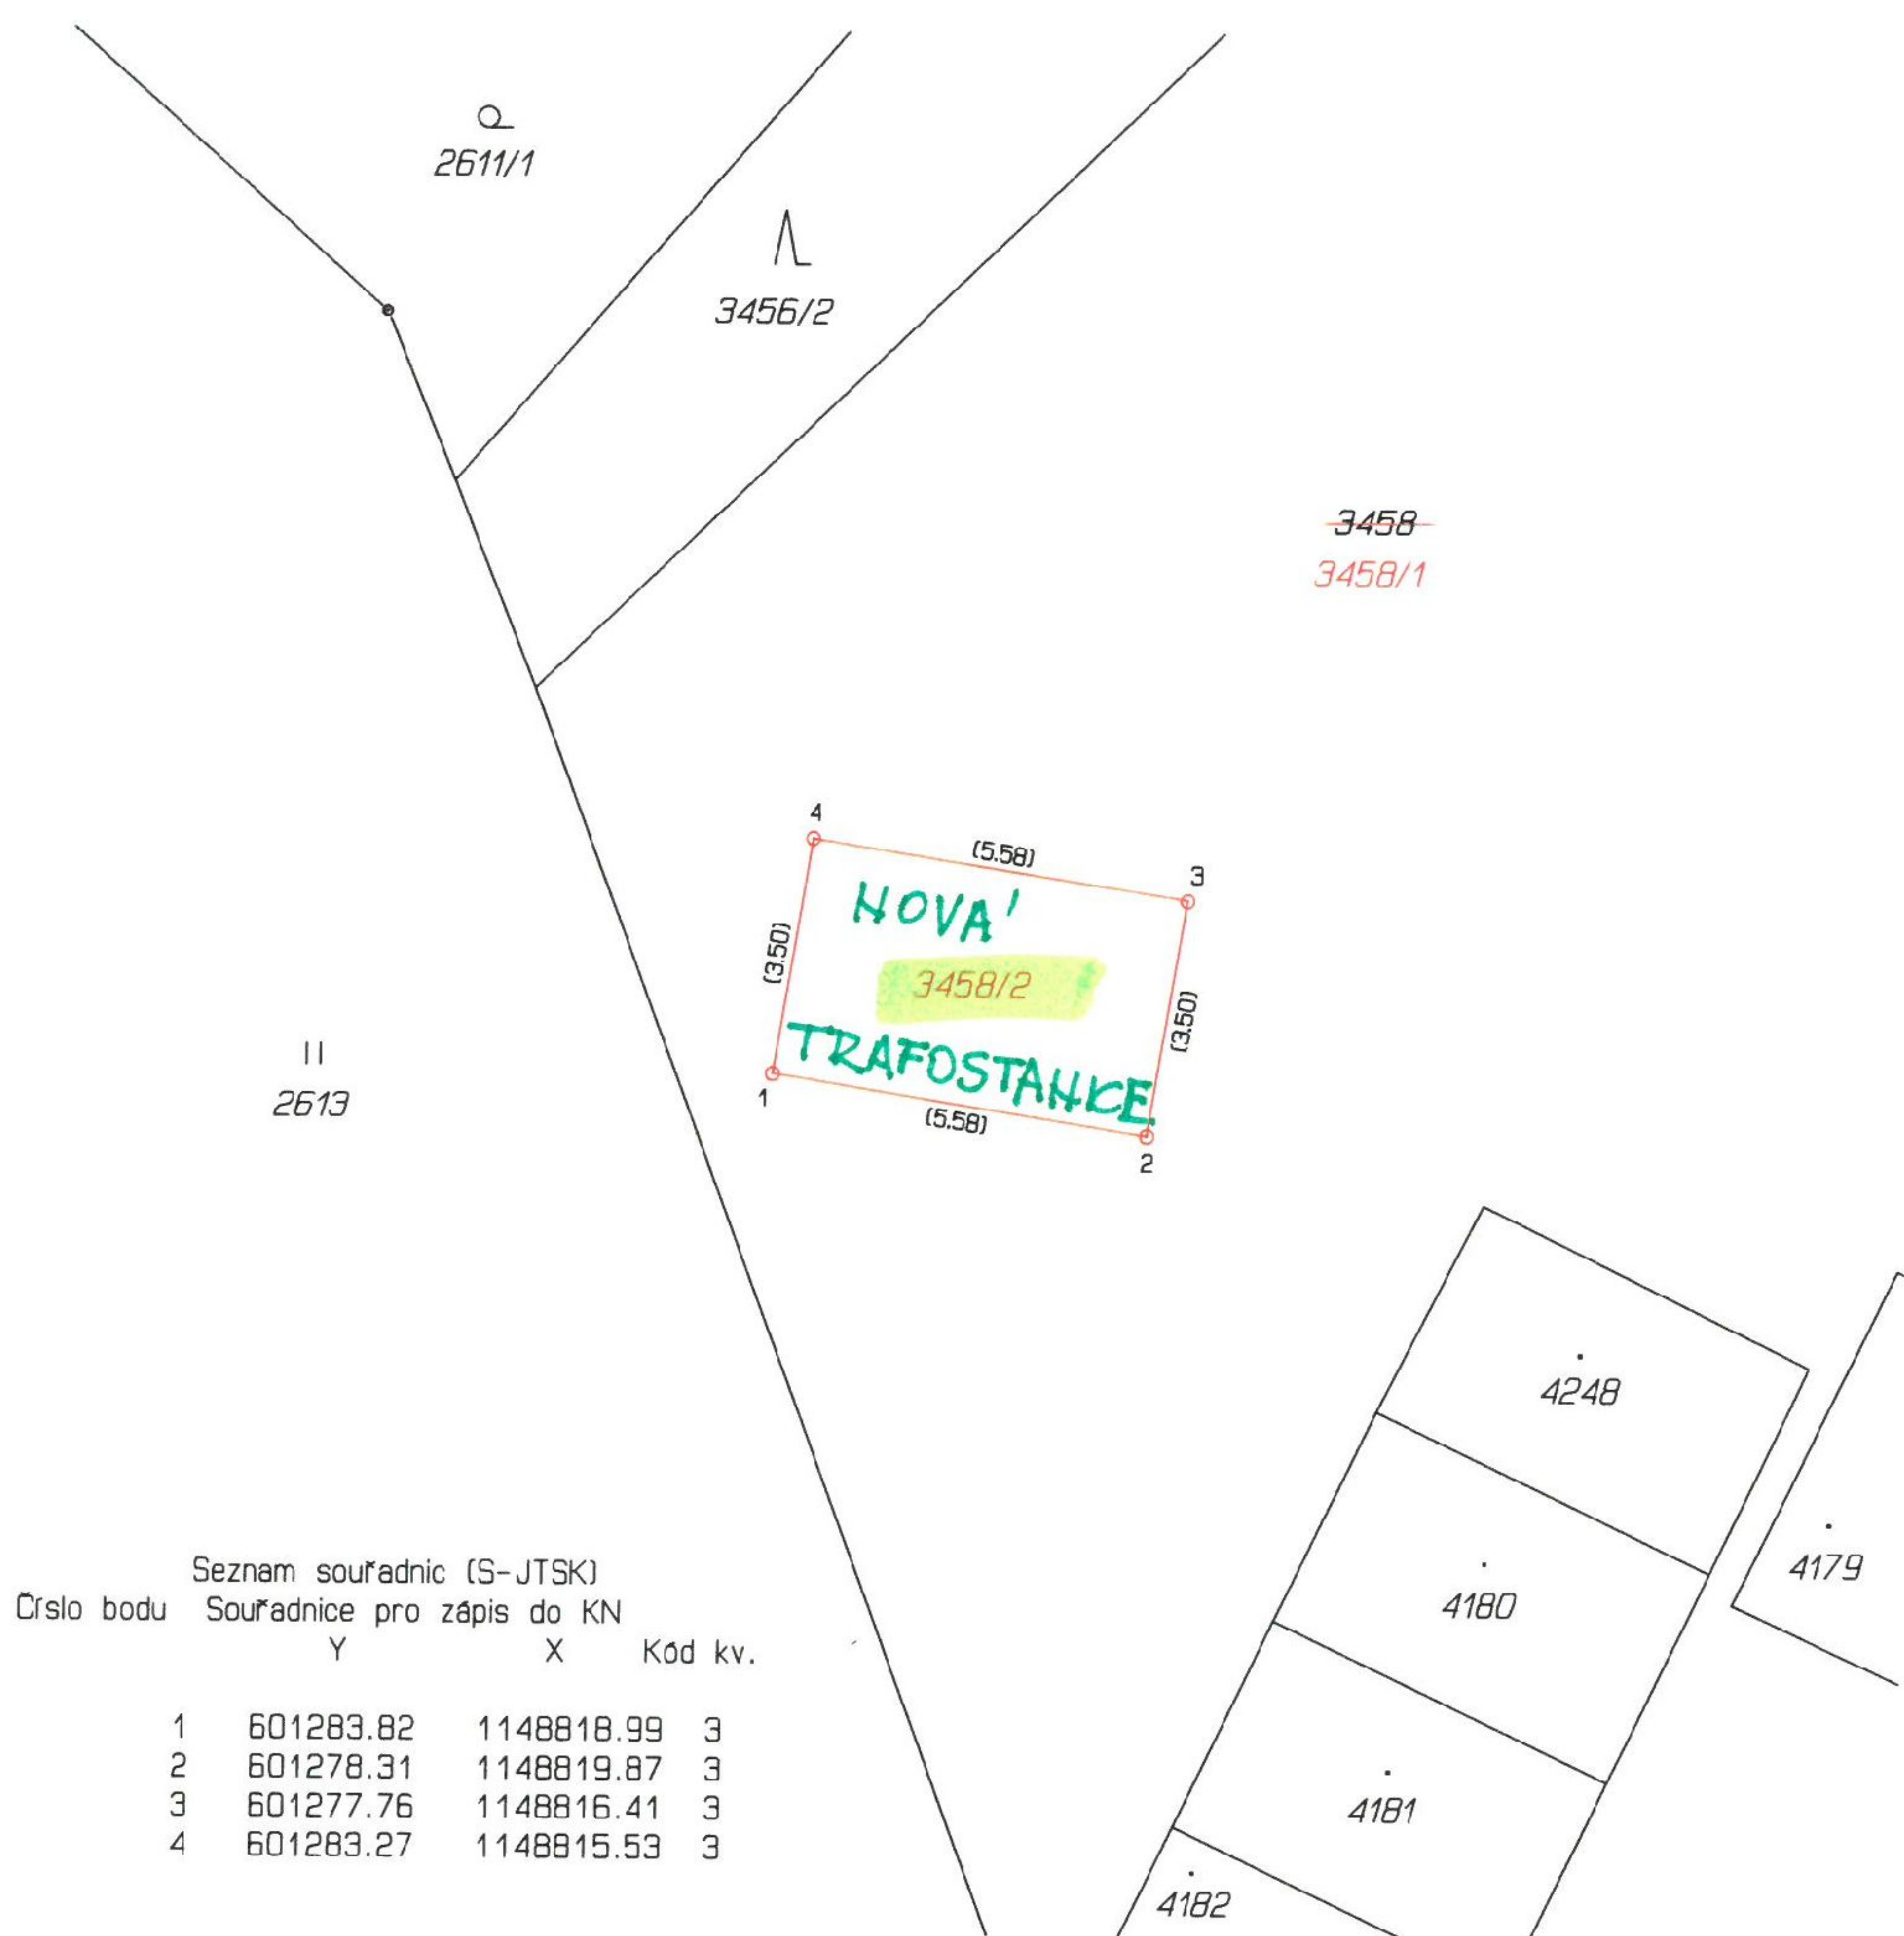 2611/1
3456/2
3458
3458/1
4
(5.58)
3
NOVÁ
(3.50)
3458/2
(3.50)
TRAFOSTANICE
1
(5.58)
2
2613
4248
4179
4180
4181
4182
Seznam souřadnic (S-JTSK)
Číslo bodu Souřadnice pro zápis do KN
Y X Kód kv.
1 601283.82 1148818.99 3
2 601278.31 1148819.87 3
3 601277.76 1148816.41 3
4 601283.27 1148815.53 3